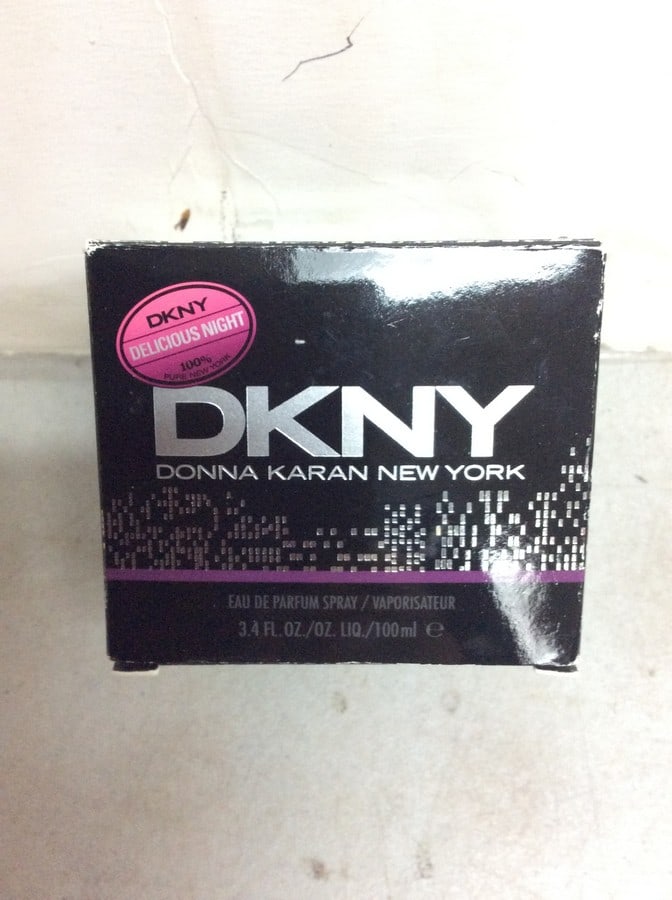 DKNY
DELICIOUS NIGHT
100%
PURE NEW YORK
DKNY
DONNA KARAN NEW YORK
EAU DE PARFUM SPRAY / VAPORISATEUR
3.4 FL. OZ./OZ. LIQ./100ml ℮